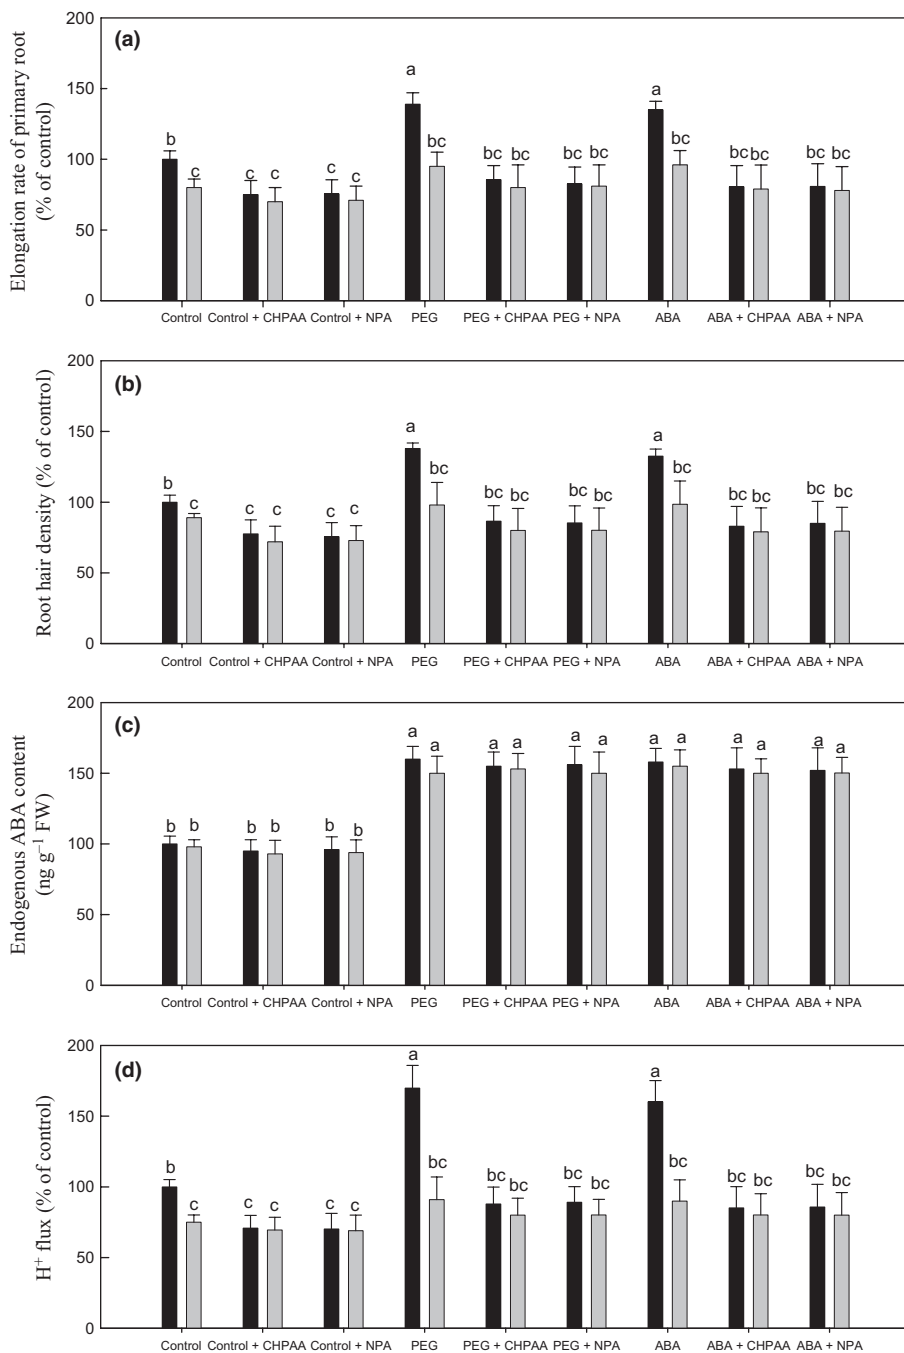 (a)
Elongation rate of primary root
(% of control)
200
150
100
50
0
b c c c c c a bc bc bc bc bc a bc bc bc bc bc
Control Control + CHPAA Control + NPA PEG PEG + CHPAA PEG + NPA ABA ABA + CHPAA ABA + NPA
(b)
Root hair density (% of control)
200
150
100
50
0
b c c c c c a bc bc bc bc bc a bc bc bc bc bc
Control Control + CHPAA Control + NPA PEG PEG + CHPAA PEG + NPA ABA ABA + CHPAA ABA + NPA
(c)
Endogenous ABA content
(ng g⁻¹ FW)
200
150
100
50
0
b b b b b b a a a a a a a a a a a a
Control Control + CHPAA Control + NPA PEG PEG + CHPAA PEG + NPA ABA ABA + CHPAA ABA + NPA
(d)
H⁺ flux (% of control)
200
150
100
50
0
b c c c c c a bc bc bc bc bc a bc bc bc bc bc
Control Control + CHPAA Control + NPA PEG PEG + CHPAA PEG + NPA ABA ABA + CHPAA ABA + NPA